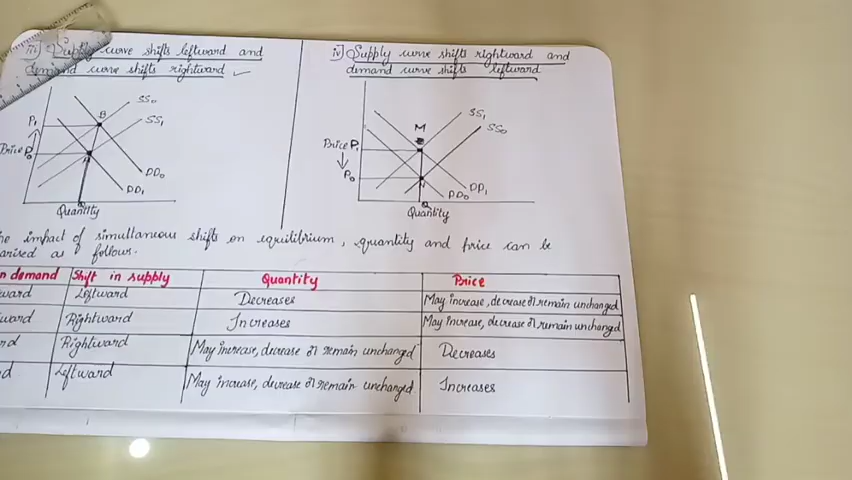 iii) Supply curve shifts leftward and
demand curve shifts rightward
SS0
SS1
B
P1
Price P0
DD0
DD1
Quantity
iv) Supply curve shifts rightward and
demand curve shifts leftward
SS1
SS0
M
Price P1
P0
N
DD0
DD1
Q
Quantity
impact of simultaneous shifts on equilibrium, quantity and price can be
as follows.
demand Shift in supply Quantity Price
Leftward Decreases May increase, decrease or remain unchanged
Rightward Increases May increase, decrease or remain unchanged
Rightward May increase, decrease or remain unchanged Decreases
Leftward May increase, decrease or remain unchanged Increases